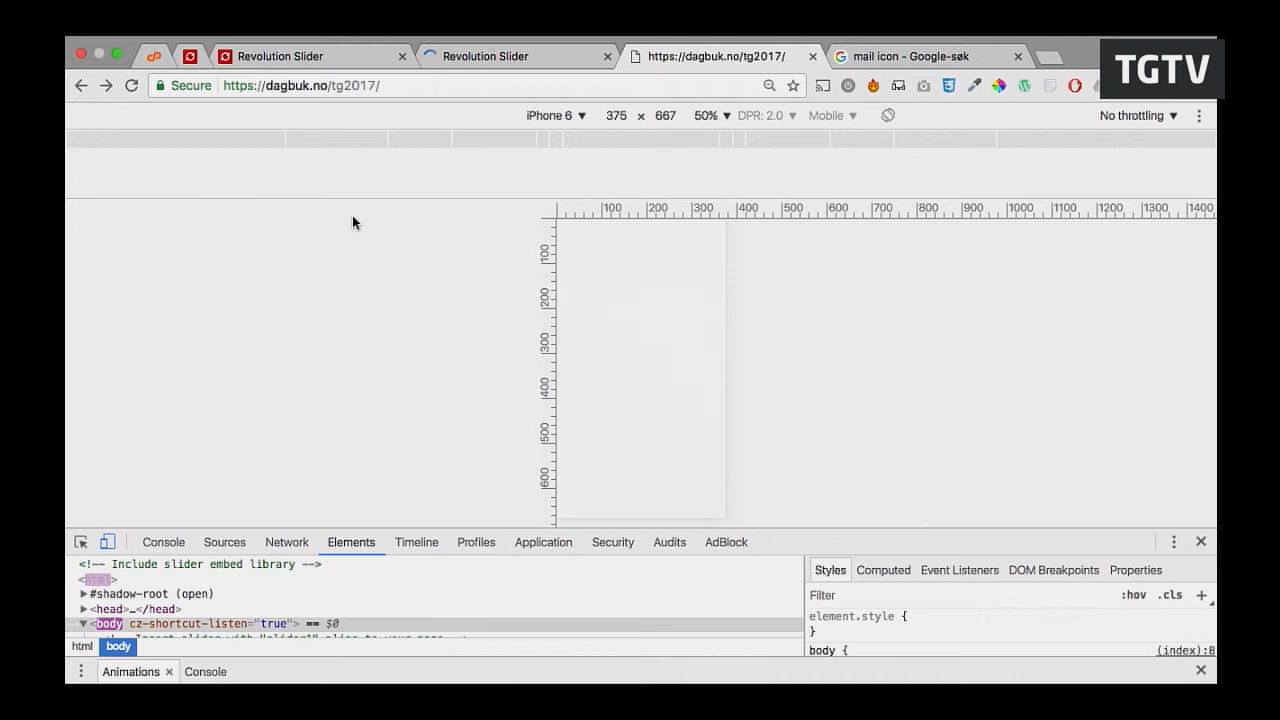 TGTV
cP
Revolution Slider
Revolution Slider
https://dagbuk.no/tg2017/
mail icon - Google-søk
Secure
https://dagbuk.no/tg2017/
iPhone 6 ▼ 375 × 667 50% ▼ DPR: 2.0 ▼ Mobile ▼ No throttling ▼
100 200 300 400 500 600 700 800 900 1000 1100 1200 1300 1400
100
200
300
400
500
600
Console Sources Network Elements Timeline Profiles Application Security Audits AdBlock
<!-- Include slider embed library -->
<html>
▶#shadow-root (open)
▶<head>…</head>
▼<body cz-shortcut-listen="true"> == $0
html body
Styles Computed Event Listeners DOM Breakpoints Properties
Filter :hov .cls +
element.style {
}
body { (index):8
Animations × Console